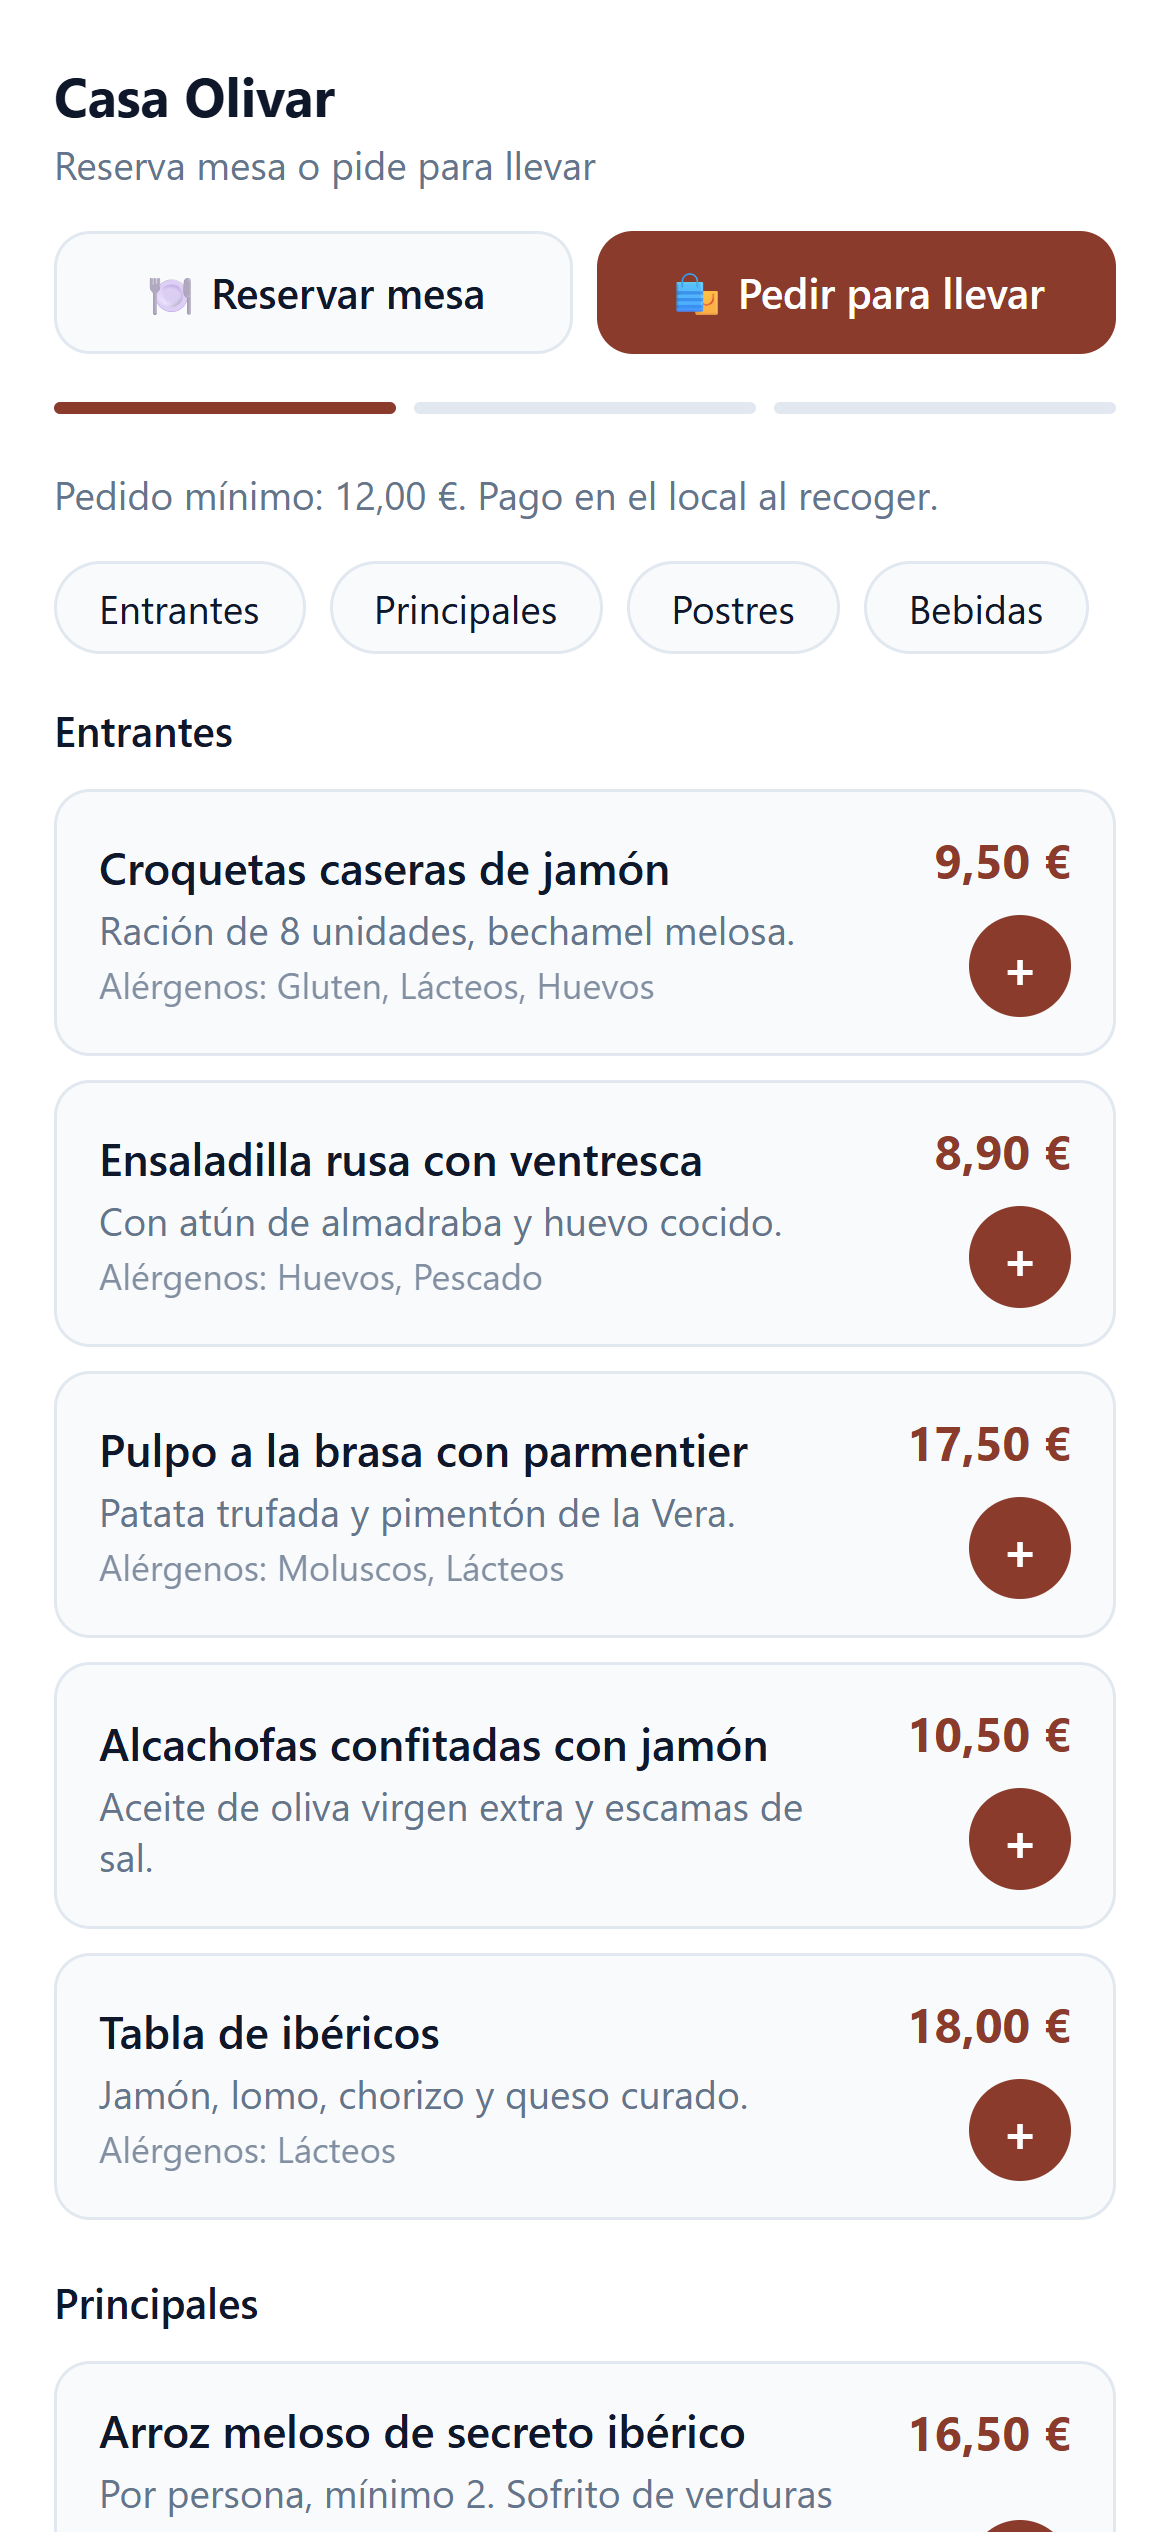 Casa Olivar
Reserva mesa o pide para llevar
Reservar mesa
Pedir para llevar
Pedido mínimo: 12,00 €. Pago en el local al recoger.
Entrantes
Principales
Postres
Bebidas
Entrantes
Croquetas caseras de jamón
9,50 €
Ración de 8 unidades, bechamel melosa.
Alérgenos: Gluten, Lácteos, Huevos
+
Ensaladilla rusa con ventresca
8,90 €
Con atún de almadraba y huevo cocido.
Alérgenos: Huevos, Pescado
+
Pulpo a la brasa con parmentier
17,50 €
Patata trufada y pimentón de la Vera.
Alérgenos: Moluscos, Lácteos
+
Alcachofas confitadas con jamón
10,50 €
Aceite de oliva virgen extra y escamas de
sal.
+
Tabla de ibéricos
18,00 €
Jamón, lomo, chorizo y queso curado.
Alérgenos: Lácteos
+
Principales
Arroz meloso de secreto ibérico
16,50 €
Por persona, mínimo 2. Sofrito de verduras